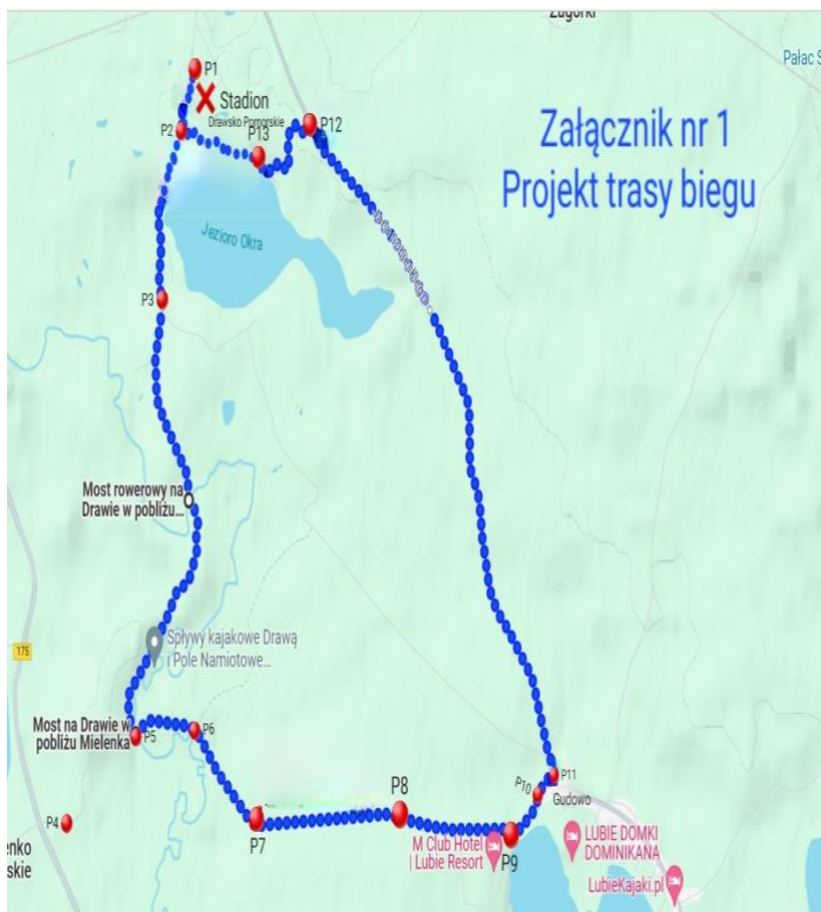 Zagórki
Pałac S
P1
Stadion
Drawsko Pomorskie
P2
P13
P12
Załącznik nr 1
Projekt trasy biegu
Jezioro Okra
P3
Most rowerowy na
Drawie w pobliżu...
Spływy kajakowe Drawą
i Pole Namiotowe...
175
Most na Drawie w
pobliżu Mielenka
P5
P6
P11
P10
Gudowo
P8
P4
P7
P9
enko
skie
M Club Hotel
| Lubie Resort
LUBIE DOMKI
DOMINIKANA
LubieKajaki.pl